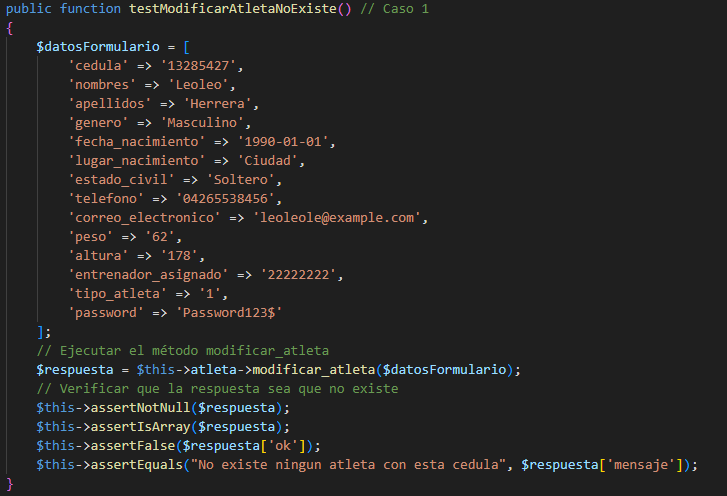 public function testModificarAtletaNoExiste() // Caso 1
{
    $datosFormulario = [
        'cedula' => '13285427',
        'nombres' => 'Leoleo',
        'apellidos' => 'Herrera',
        'genero' => 'Masculino',
        'fecha_nacimiento' => '1990-01-01',
        'lugar_nacimiento' => 'Ciudad',
        'estado_civil' => 'Soltero',
        'telefono' => '04265538456',
        'correo_electronico' => 'leoleole@example.com',
        'peso' => '62',
        'altura' => '178',
        'entrenador_asignado' => '22222222',
        'tipo_atleta' => '1',
        'password' => 'Password123$'
    ];
    // Ejecutar el método modificar_atleta
    $respuesta = $this->atleta->modificar_atleta($datosFormulario);
    // Verificar que la respuesta sea que no existe
    $this->assertNotNull($respuesta);
    $this->assertIsArray($respuesta);
    $this->assertFalse($respuesta['ok']);
    $this->assertEquals("No existe ningun atleta con esta cedula", $respuesta['mensaje']);
}